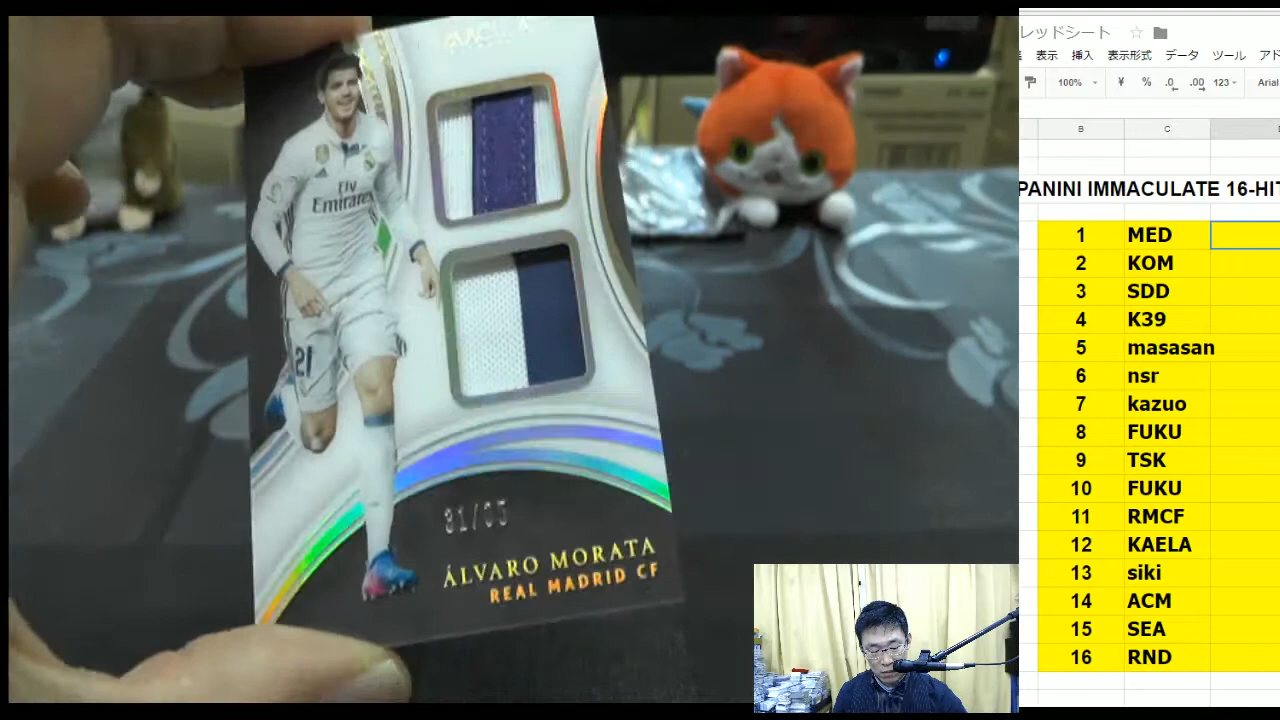 Fly
Emirates
21
ÁLVARO MORATA
REAL MADRID CF
レッドシート
表示 挿入 表示形式 データ ツール アド
100% ¥ % .0 .00 123 Arial
B C
PANINI IMMACULATE 16-HIT
1 MED
2 KOM
3 SDD
4 K39
5 masasan
6 nsr
7 kazuo
8 FUKU
9 TSK
10 FUKU
11 RMCF
12 KAELA
13 siki
14 ACM
15 SEA
16 RND